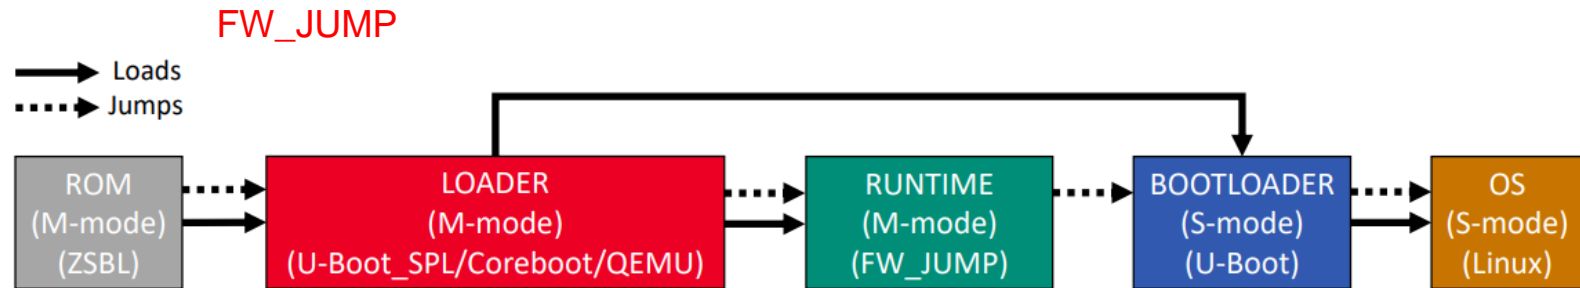 FW_JUMP
Loads
Jumps
ROM
(M-mode)
(ZSBL)
LOADER
(M-mode)
(U-Boot_SPL/Coreboot/QEMU)
RUNTIME
(M-mode)
(FW_JUMP)
BOOTLOADER
(S-mode)
(U-Boot)
OS
(S-mode)
(Linux)